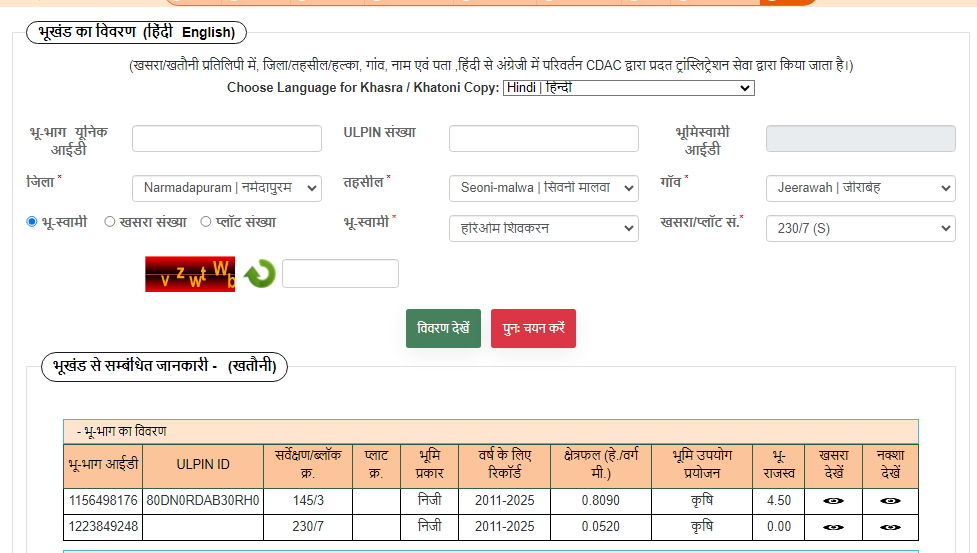 भूखंड का विवरण (हिंदी English)
(खसरा/खतौनी प्रतिलिपी में, जिला/तहसील/हल्का, गांव, नाम एवं पता ,हिंदी से अंग्रेजी में परिवर्तन CDAC द्वारा प्रदत ट्रांस्लिट्रेशन सेवा द्वारा किया जाता है।)
Choose Language for Khasra / Khatoni Copy: Hindi | हिन्दी
भू-भाग यूनिक आईडी ULPIN संख्या भूमिस्वामी आईडी
जिला * Narmadapuram | नर्मदापुरम तहसील * Seoni-malwa | सिवनी मालवा गाँव * Jeerawah | जीराबेह
भू-स्वामी खसरा संख्या प्लॉट संख्या भू-स्वामी * हरिओम शिवकरन खसरा/प्लॉट सं.* 230/7 (S)
v z w t W b
विवरण देखें पुनः चयन करें
भूखंड से सम्बंधित जानकारी - (खतौनी)
- भू-भाग का विवरण
भू-भाग आईडी ULPIN ID सर्वेक्षण/ब्लॉक क्र. प्लाट क्र. भूमि प्रकार वर्ष के लिए रिकॉर्ड क्षेत्रफल (हे./वर्ग मी.) भूमि उपयोग प्रयोजन भू-राजस्व खसरा देखें नक्शा देखें
1156498176 80DN0RDAB30RH0 145/3 निजी 2011-2025 0.8090 कृषि 4.50
1223849248 230/7 निजी 2011-2025 0.0520 कृषि 0.00